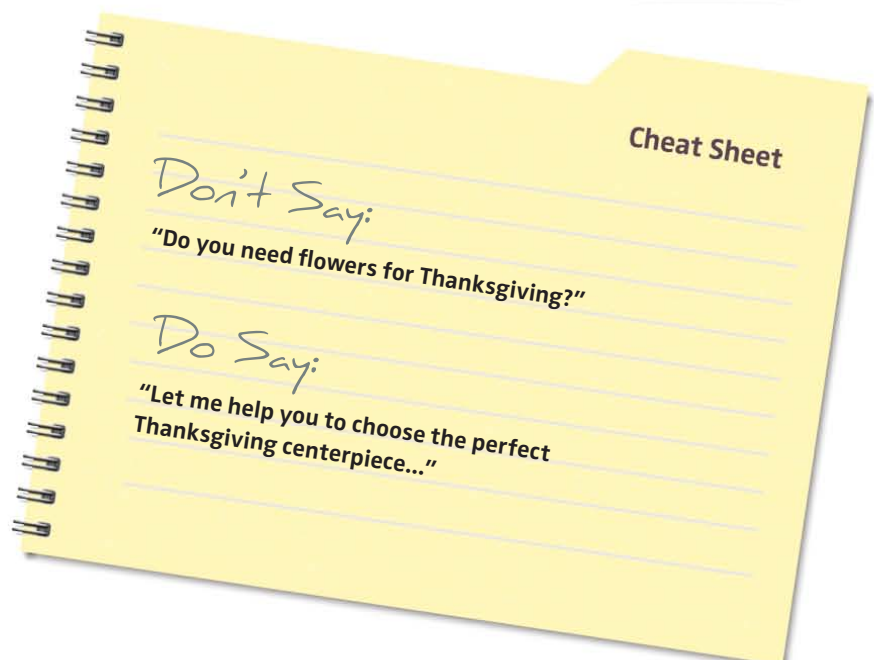 Cheat Sheet
Don't Say:
"Do you need flowers for Thanksgiving?"
Do Say:
"Let me help you to choose the perfect
Thanksgiving centerpiece..."